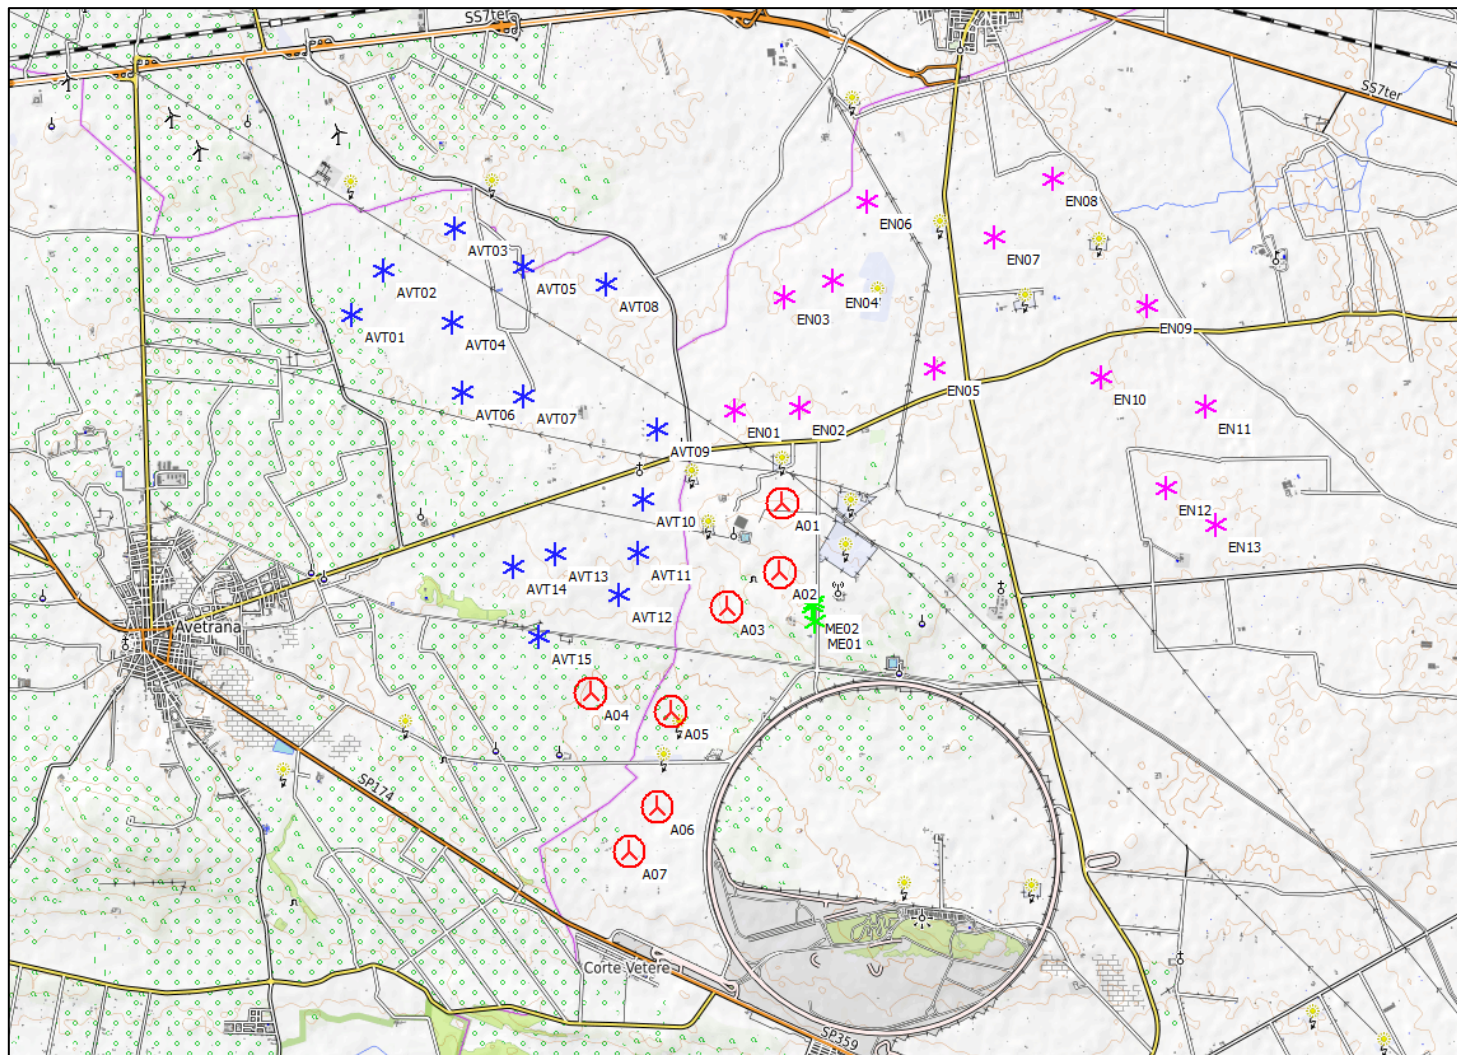 SS7ter
SS7ter
EN08
EN06
AVT03
EN07
AVT02
AVT05
EN04
AVT08
EN03
AVT01
AVT04
EN09
EN05
EN10
AVT06
AVT07
EN01
EN02
EN11
AVT09
EN12
AVT10
A01
EN13
AVT13
AVT11
AVT14
A02
AVT12
Avetrana
A03
ME02
ME01
AVT15
A04
A05
SP174
A06
A07
Corte Vetere
SP359